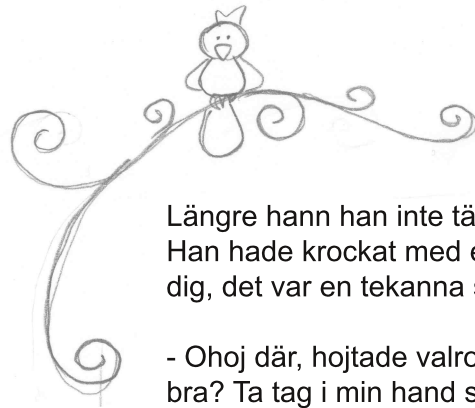 Längre hann han inte
Han hade krockat med
dig, det var en tekanna
- Ohoj där, hojtade
bra? Ta tag i min hand